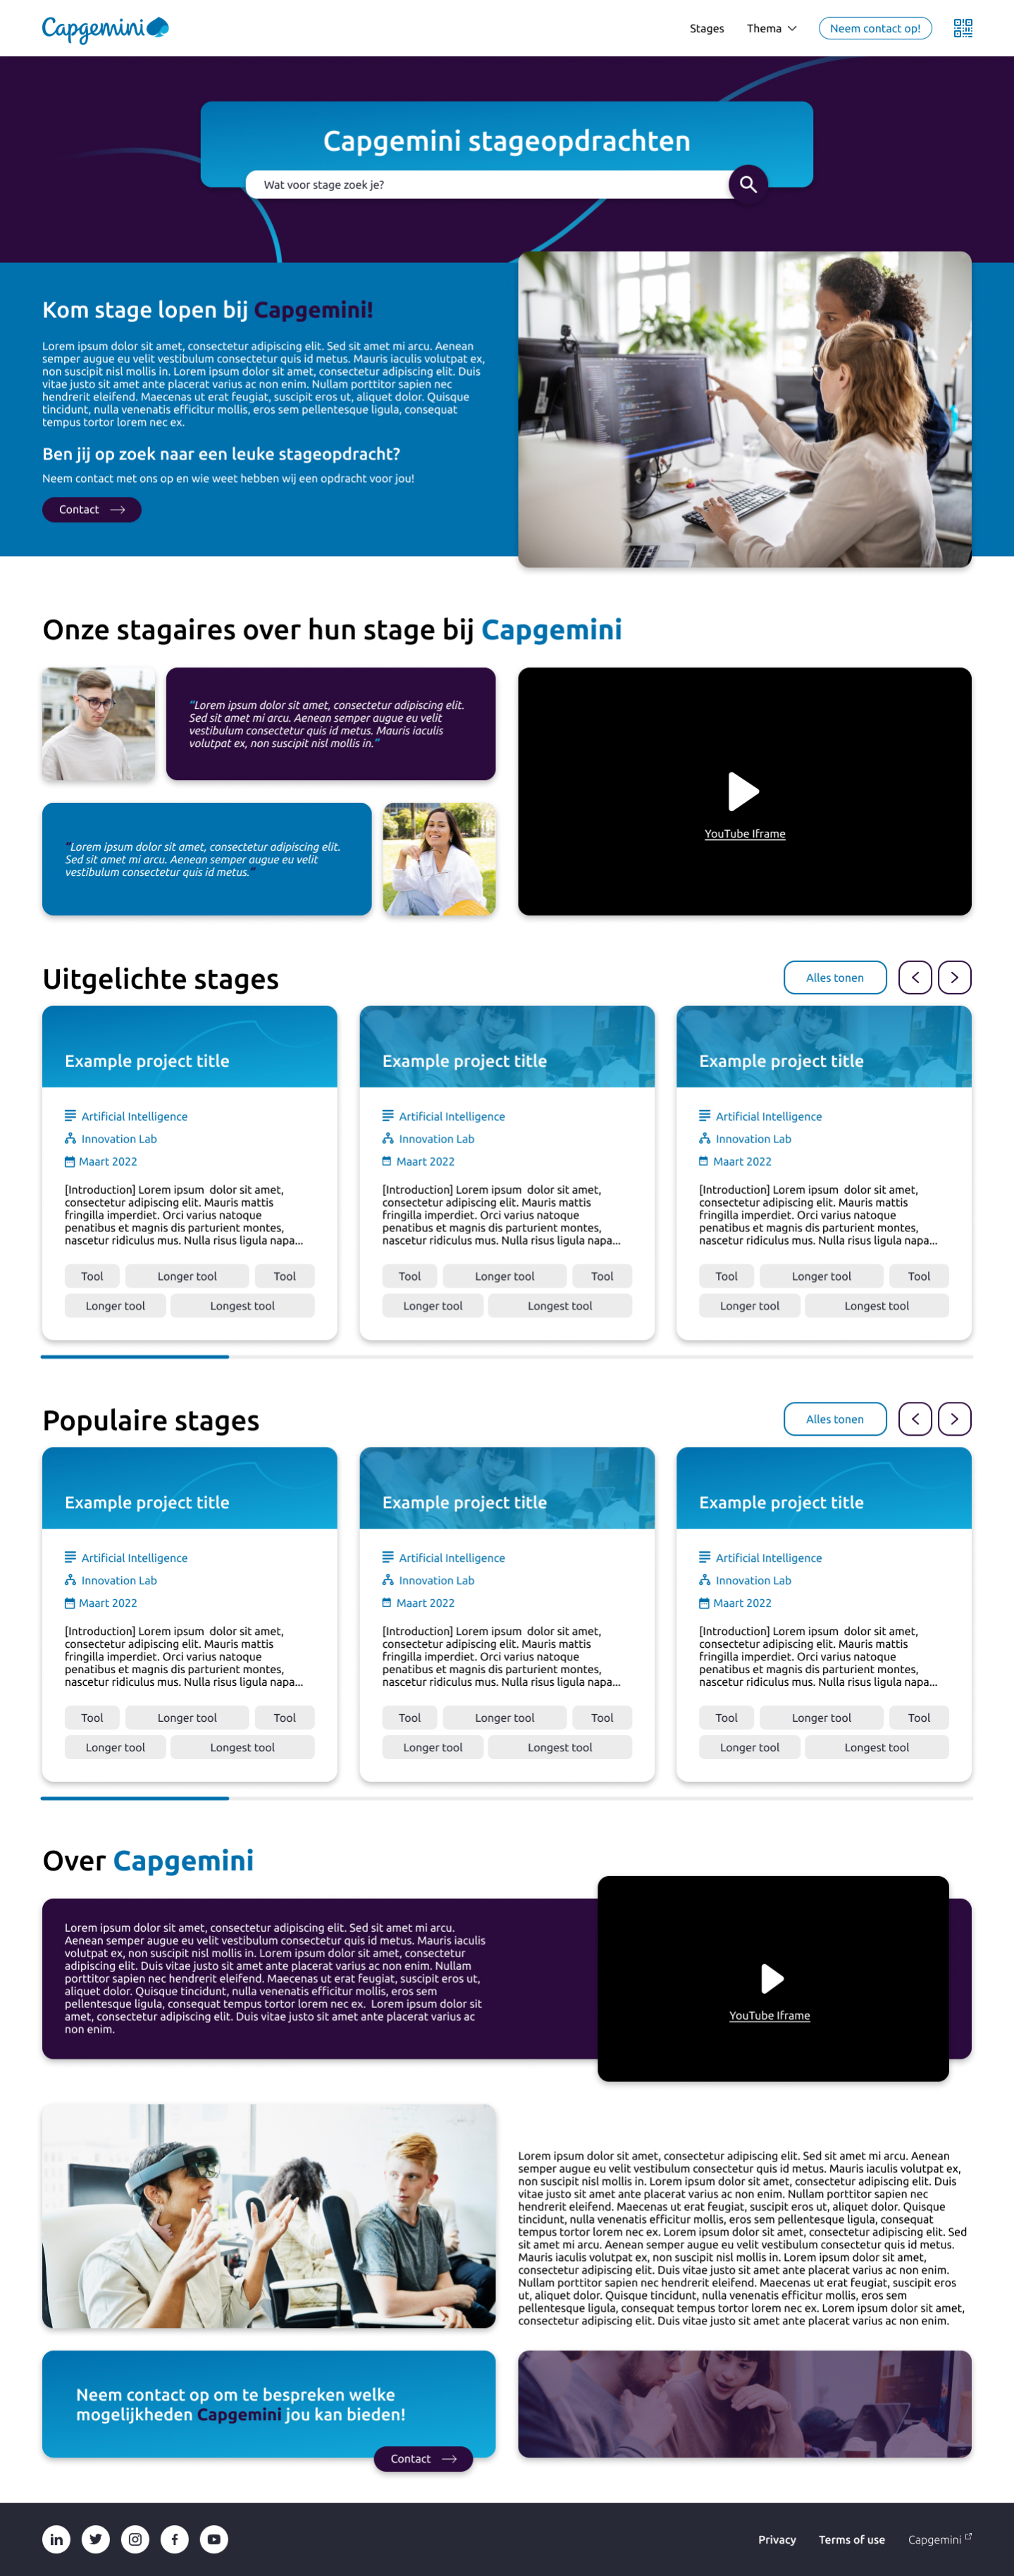 Capgemini
Stages
Thema
Neem contact op!
Capgemini stageopdrachten
Wat voor stage zoek je?
Kom stage lopen bij Capgemini!
Lorem ipsum dolor sit amet, consectetur adipiscing elit. Sed sit amet mi arcu. Aenean
semper augue eu velit vestibulum consectetur quis id metus. Mauris iaculis volutpat ex,
non suscipit nisl mollis in. Lorem ipsum dolor sit amet, consectetur adipiscing elit. Duis
vitae justo sit amet ante placerat varius ac non enim. Nullam porttitor sapien nec
hendrerit eleifend. Maecenas ut erat feugiat, suscipit eros ut, aliquet dolor. Quisque
tincidunt, nulla venenatis efficitur mollis, eros sem pellentesque ligula, consequat
tempus tortor lorem nec ex.
Ben jij op zoek naar een leuke stageopdracht?
Neem contact met ons op en wie weet hebben wij een opdracht voor jou!
Contact
Onze stagaires over hun stage bij Capgemini
"Lorem ipsum dolor sit amet, consectetur adipiscing elit.
Sed sit amet mi arcu. Aenean semper augue eu velit
vestibulum consectetur quis id metus. Mauris iaculis
volutpat ex, non suscipit nisl mollis in."
"Lorem ipsum dolor sit amet, consectetur adipiscing elit.
Sed sit amet mi arcu. Aenean semper augue eu velit
vestibulum consectetur quis id metus."
YouTube Iframe
Uitgelichte stages
Alles tonen
Example project title
Artificial Intelligence
Innovation Lab
Maart 2022
[Introduction] Lorem ipsum dolor sit amet,
consectetur adipiscing elit. Mauris mattis
fringilla imperdiet. Orci varius natoque
penatibus et magnis dis parturient montes,
nascetur ridiculus mus. Nulla risus ligula napa...
Tool Longer tool Tool
Longer tool Longest tool
Example project title
Artificial Intelligence
Innovation Lab
Maart 2022
[Introduction] Lorem ipsum dolor sit amet,
consectetur adipiscing elit. Mauris mattis
fringilla imperdiet. Orci varius natoque
penatibus et magnis dis parturient montes,
nascetur ridiculus mus. Nulla risus ligula napa...
Tool Longer tool Tool
Longer tool Longest tool
Example project title
Artificial Intelligence
Innovation Lab
Maart 2022
[Introduction] Lorem ipsum dolor sit amet,
consectetur adipiscing elit. Mauris mattis
fringilla imperdiet. Orci varius natoque
penatibus et magnis dis parturient montes,
nascetur ridiculus mus. Nulla risus ligula napa...
Tool Longer tool Tool
Longer tool Longest tool
Populaire stages
Alles tonen
Example project title
Artificial Intelligence
Innovation Lab
Maart 2022
[Introduction] Lorem ipsum dolor sit amet,
consectetur adipiscing elit. Mauris mattis
fringilla imperdiet. Orci varius natoque
penatibus et magnis dis parturient montes,
nascetur ridiculus mus. Nulla risus ligula napa...
Tool Longer tool Tool
Longer tool Longest tool
Example project title
Artificial Intelligence
Innovation Lab
Maart 2022
[Introduction] Lorem ipsum dolor sit amet,
consectetur adipiscing elit. Mauris mattis
fringilla imperdiet. Orci varius natoque
penatibus et magnis dis parturient montes,
nascetur ridiculus mus. Nulla risus ligula napa...
Tool Longer tool Tool
Longer tool Longest tool
Example project title
Artificial Intelligence
Innovation Lab
Maart 2022
[Introduction] Lorem ipsum dolor sit amet,
consectetur adipiscing elit. Mauris mattis
fringilla imperdiet. Orci varius natoque
penatibus et magnis dis parturient montes,
nascetur ridiculus mus. Nulla risus ligula napa...
Tool Longer tool Tool
Longer tool Longest tool
Over Capgemini
Lorem ipsum dolor sit amet, consectetur adipiscing elit. Sed sit amet mi arcu.
Aenean semper augue eu velit vestibulum consectetur quis id metus. Mauris iaculis
volutpat ex, non suscipit nisl mollis in. Lorem ipsum dolor sit amet, consectetur
adipiscing elit. Duis vitae justo sit amet ante placerat varius ac non enim. Nullam
porttitor sapien nec hendrerit eleifend. Maecenas ut erat feugiat, suscipit eros ut,
aliquet dolor. Quisque tincidunt, nulla venenatis efficitur mollis, eros sem
pellentesque ligula, consequat tempus tortor lorem nec ex. Lorem ipsum dolor sit
amet, consectetur adipiscing elit. Duis vitae justo sit amet ante placerat varius ac
non enim.
YouTube Iframe
Lorem ipsum dolor sit amet, consectetur adipiscing elit. Sed sit amet mi arcu. Aenean
semper augue eu velit vestibulum consectetur quis id metus. Mauris iaculis volutpat ex,
non suscipit nisl mollis in. Lorem ipsum dolor sit amet, consectetur adipiscing elit. Duis
vitae justo sit amet ante placerat varius ac non enim. Nullam porttitor sapien nec
hendrerit eleifend. Maecenas ut erat feugiat, suscipit eros ut, aliquet dolor. Quisque
tincidunt, nulla venenatis efficitur mollis, eros sem pellentesque ligula, consequat
tempus tortor lorem nec ex. Lorem ipsum dolor sit amet, consectetur adipiscing elit. Sed
sit amet mi arcu. Aenean semper augue eu velit vestibulum consectetur quis id metus.
Mauris iaculis volutpat ex, non suscipit nisl mollis in. Lorem ipsum dolor sit amet,
consectetur adipiscing elit. Duis vitae justo sit amet ante placerat varius ac non enim.
Nullam porttitor sapien nec hendrerit eleifend. Maecenas ut erat feugiat, suscipit eros
ut, aliquet dolor. Quisque tincidunt, nulla venenatis efficitur mollis, eros sem
pellentesque ligula, consequat tempus tortor lorem nec ex. Lorem ipsum dolor sit amet,
consectetur adipiscing elit. Duis vitae justo sit amet ante placerat varius ac non enim.
Neem contact op om te bespreken welke
mogelijkheden Capgemini jou kan bieden!
Contact
Privacy
Terms of use
Capgemini